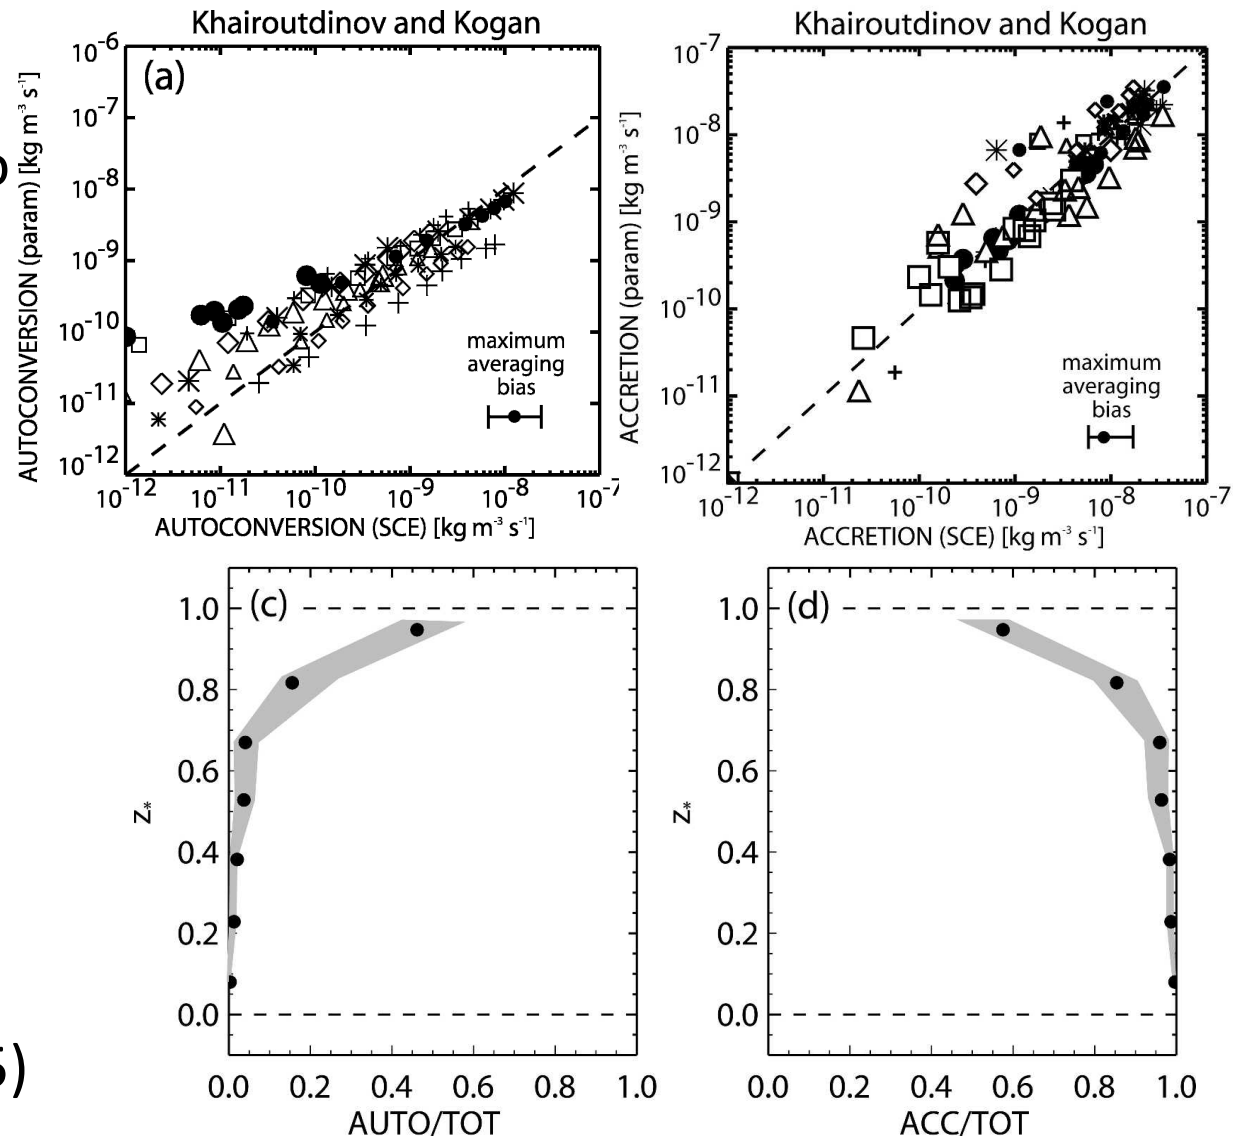 Khairoutdinov and Kogan
(a)
AUTOCONVERSION (param) [kg m⁻³ s⁻¹]
10⁻⁶
10⁻⁷
10⁻⁸
10⁻⁹
10⁻¹⁰
10⁻¹¹
10⁻¹²
maximum
averaging
bias
10⁻¹² 10⁻¹¹ 10⁻¹⁰ 10⁻⁹ 10⁻⁸ 10⁻⁷
AUTOCONVERSION (SCE) [kg m⁻³ s⁻¹]
Khairoutdinov and Kogan
ACCRETION (param) [kg m⁻³ s⁻¹]
10⁻⁷
10⁻⁸
10⁻⁹
10⁻¹⁰
10⁻¹¹
10⁻¹²
maximum
averaging
bias
10⁻¹² 10⁻¹¹ 10⁻¹⁰ 10⁻⁹ 10⁻⁸ 10⁻⁷
ACCRETION (SCE) [kg m⁻³ s⁻¹]
(c)
z*
1.0
0.8
0.6
0.4
0.2
0.0
0.0 0.2 0.4 0.6 0.8 1.0
AUTO/TOT
(d)
z*
1.0
0.8
0.6
0.4
0.2
0.0
0.0 0.2 0.4 0.6 0.8 1.0
ACC/TOT